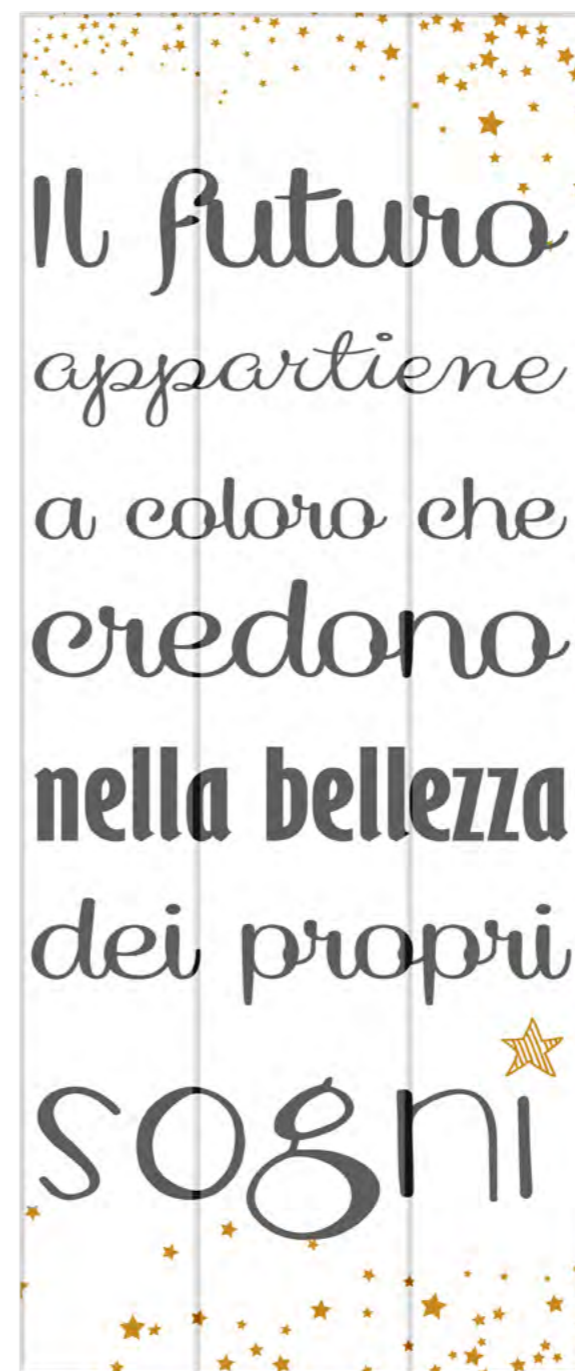 Il futuro
appartiene
a coloro che
credono
nella bellezza
dei propri
sogni